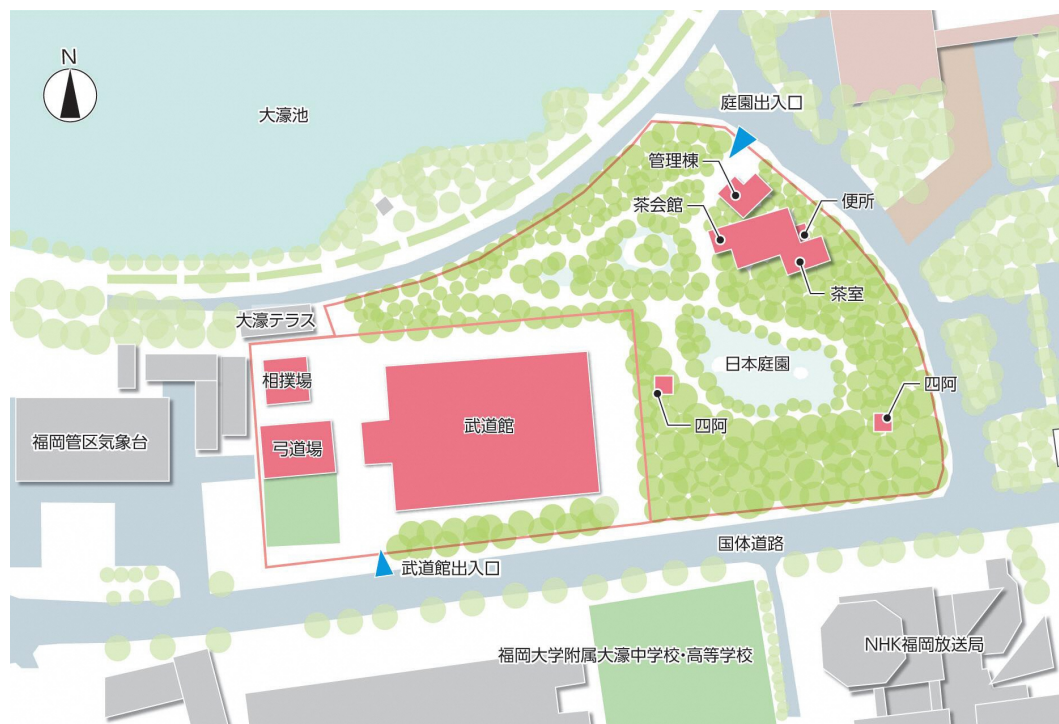 N
大濠池
庭園出入口
管理棟
茶会館
便所
茶室
大濠テラス
日本庭園
相撲場
四阿
武道館
四阿
福岡管区気象台
弓道場
国体道路
武道館出入口
福岡大学附属大濠中学校・高等学校
NHK福岡放送局